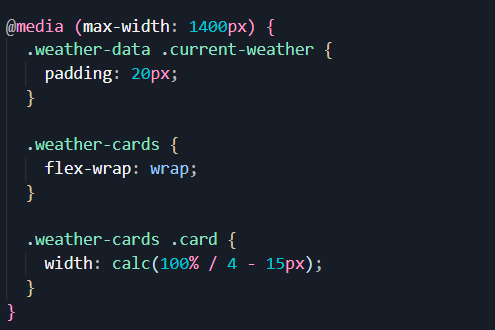 @media (max-width: 1400px) {
  .weather-data .current-weather {
    padding: 20px;
  }

  .weather-cards {
    flex-wrap: wrap;
  }

  .weather-cards .card {
    width: calc(100% / 4 - 15px);
  }
}